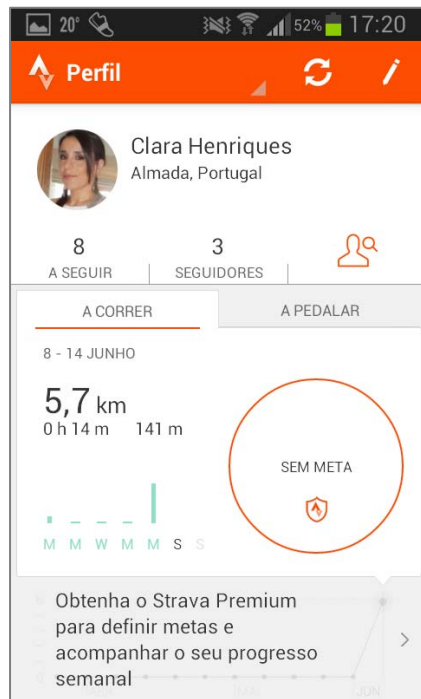 20° 52% 17:20
Perfil
Clara Henriques
Almada, Portugal
8 3
A SEGUIR SEGUIDORES
A CORRER A PEDALAR
8 - 14 JUNHO
5,7 km
0 h 14 m 141 m
SEM META
M M W M M S S
Obtenha o Strava Premium
para definir metas e
acompanhar o seu progresso
semanal
JUN